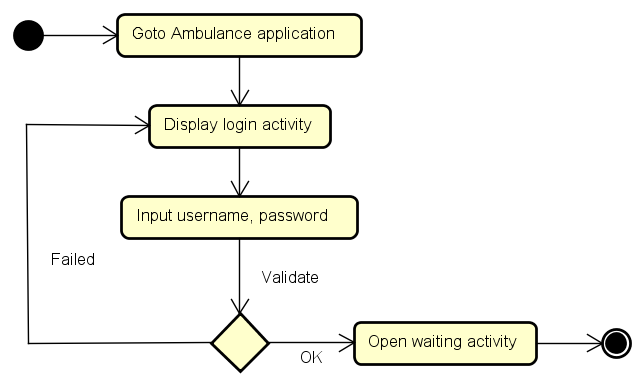 Goto Ambulance application
Display login activity
Input username, password
Failed
Validate
Open waiting activity
OK